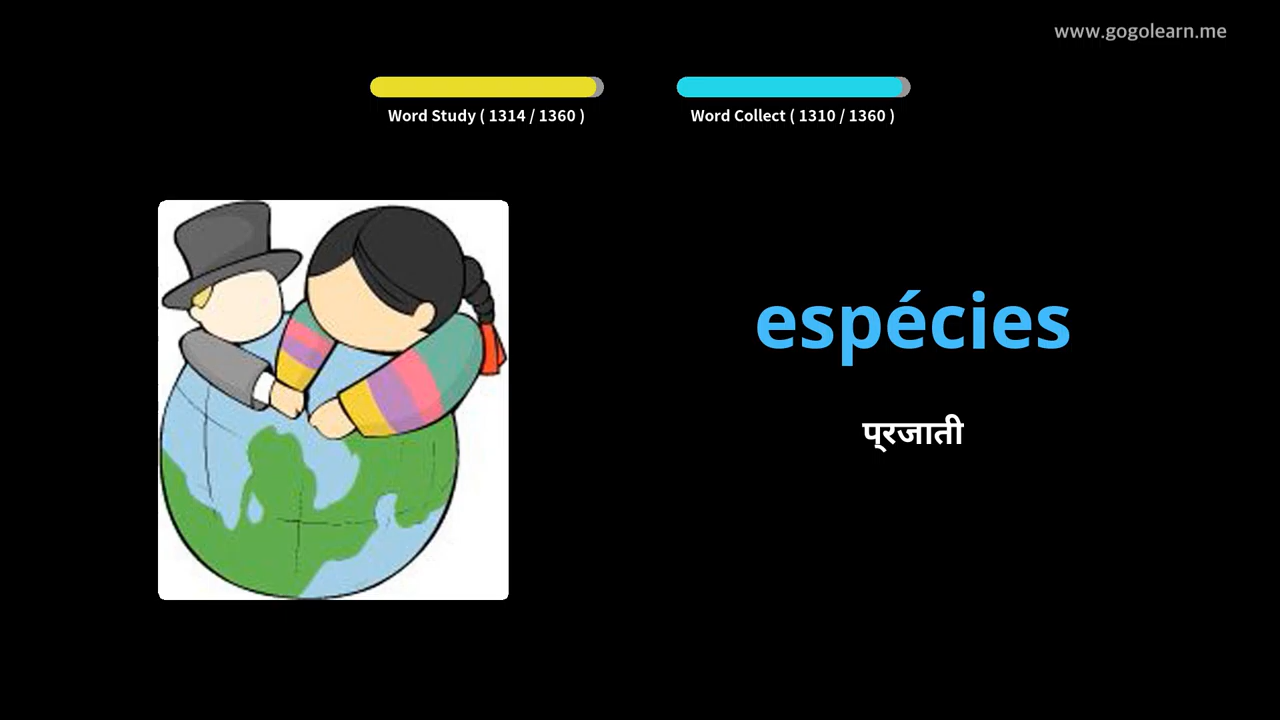 www.gogolearn.me
Word Study ( 1314 / 1360 )
Word Collect ( 1310 / 1360 )
espécies
प्रजाती